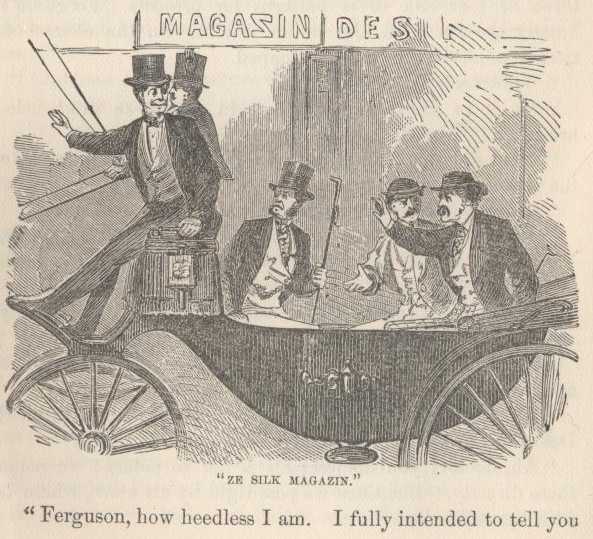 MAGAZIN DES
"ZE SILK MAGAZIN."
"Ferguson, how heedless I am. I fully intended to tell you